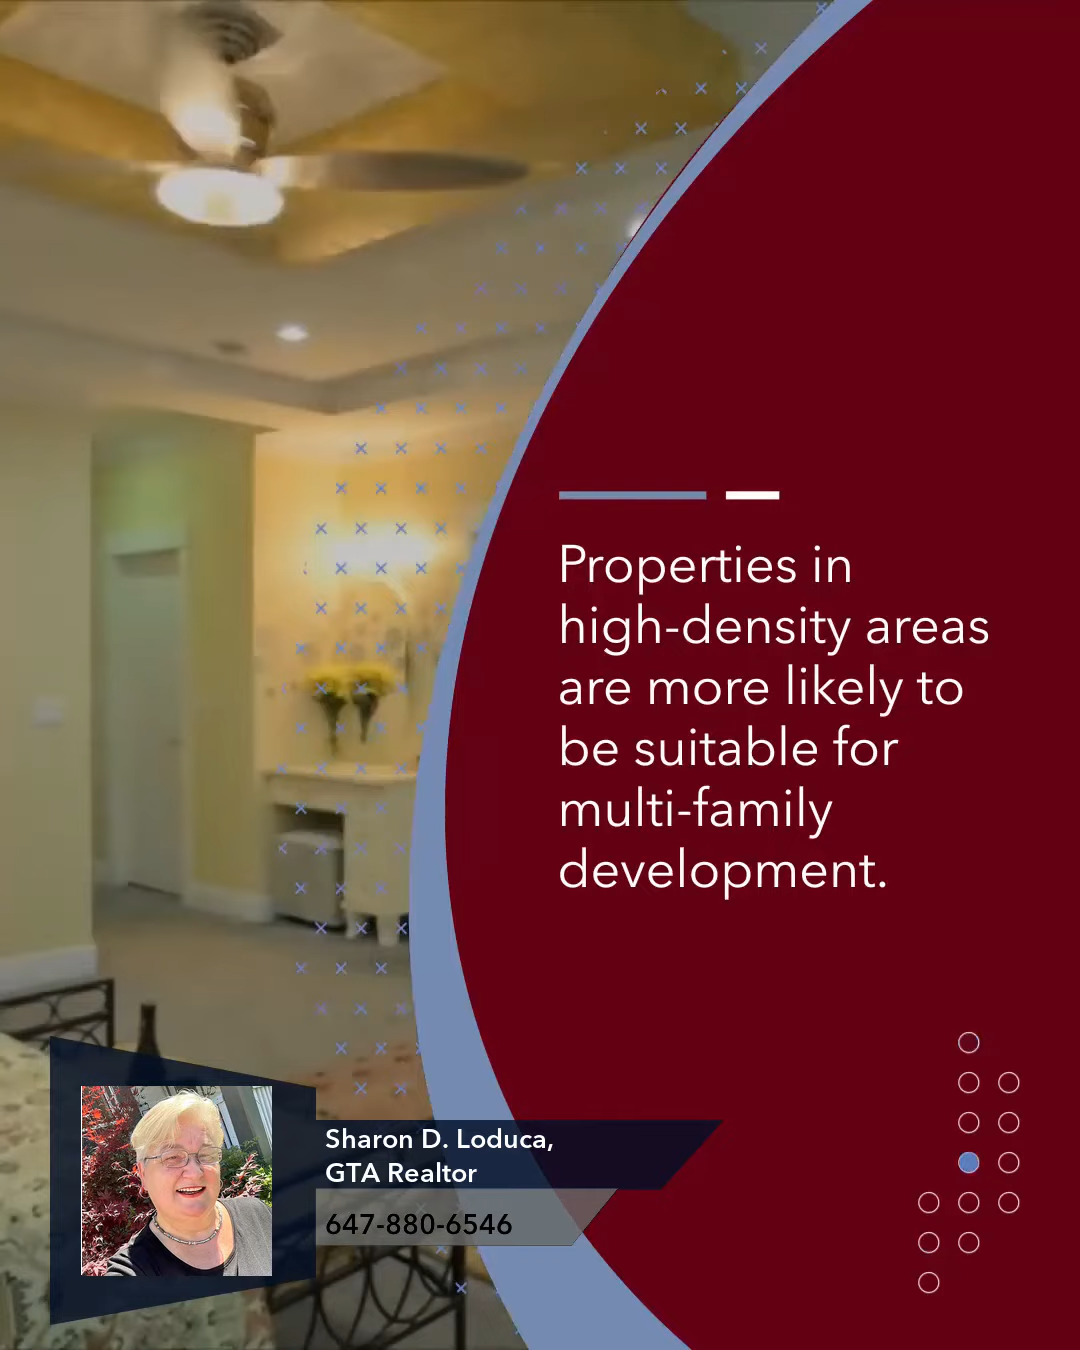 Properties in
high-density areas
are more likely to
be suitable for
multi-family
development.
Sharon D. Loduca,
GTA Realtor
647-880-6546